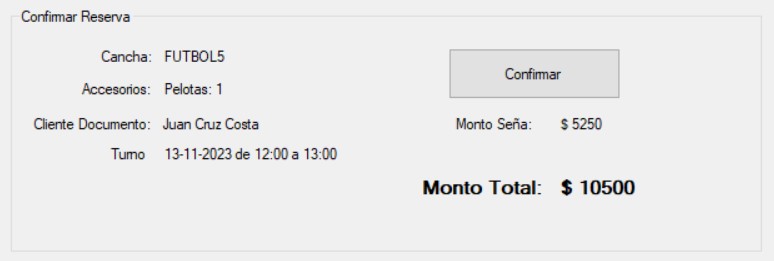 Confirmar Reserva
Cancha: FUTBOL5
Confirmar
Accesorios: Pelotas: 1
Cliente Documento: Juan Cruz Costa
Monto Seña: $ 5250
Turno 13-11-2023 de 12:00 a 13:00
Monto Total: $ 10500